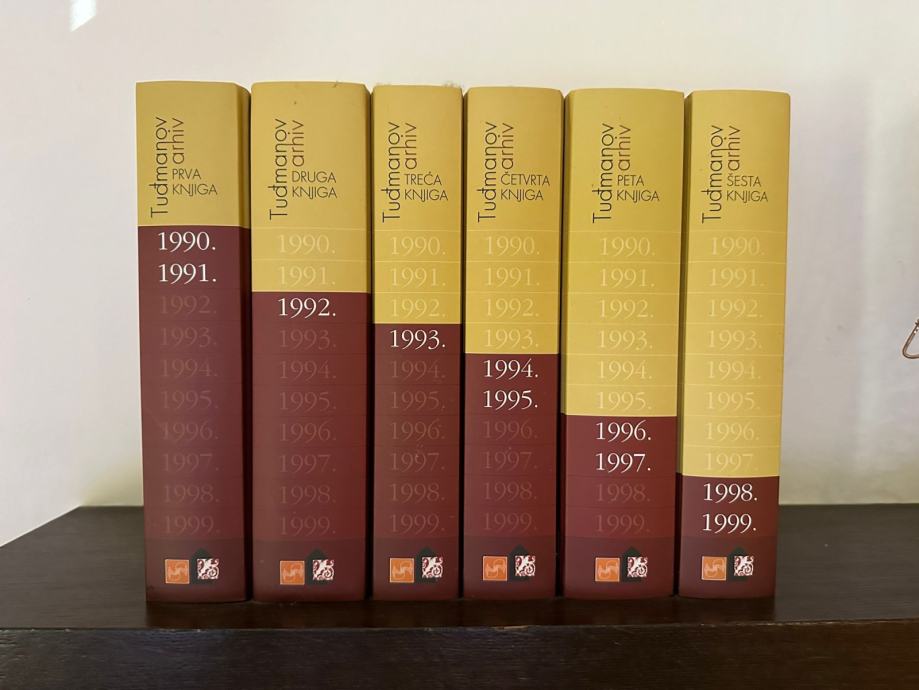 Tuđmanov
arhiv
PRVA
KNJIGA
1990.
1991.
1992.
1993.
1994.
1995.
1996.
1997.
1998.
1999.
Tuđmanov
arhiv
DRUGA
KNJIGA
1990.
1991.
1992.
1993.
1994.
1995.
1996.
1997.
1998.
1999.
Tuđmanov
arhiv
TREĆA
KNJIGA
1990.
1991.
1992.
1993.
1994.
1995.
1996.
1997.
1998.
1999.
Tuđmanov
arhiv
ČETVRTA
KNJIGA
1990.
1991.
1992.
1993.
1994.
1995.
1996.
1997.
1998.
1999.
Tuđmanov
arhiv
PETA
KNJIGA
1990.
1991.
1992.
1993.
1994.
1995.
1996.
1997.
1998.
1999.
Tuđmanov
arhiv
ŠESTA
KNJIGA
1990.
1991.
1992.
1993.
1994.
1995.
1996.
1997.
1998.
1999.